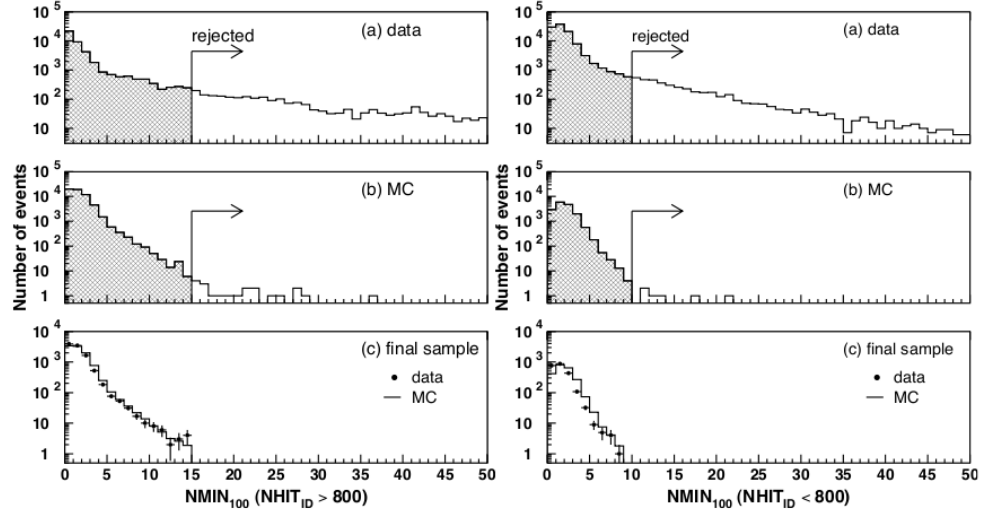 10 5
10 4
10 3
10 2
10
(a) data
rejected
10 5
10 4
10 3
10 2
10
1
(b) MC
Number of events
10 4
10 3
10 2
10
1
(c) final sample
data
MC
0 5 10 15 20 25 30 35 40 45 50
NMIN100 (NHITID > 800)
10 5
10 4
10 3
10 2
10
(a) data
rejected
10 5
10 4
10 3
10 2
10
1
(b) MC
Number of events
10 4
10 3
10 2
10
1
(c) final sample
data
MC
0 5 10 15 20 25 30 35 40 45 50
NMIN100 (NHITID < 800)